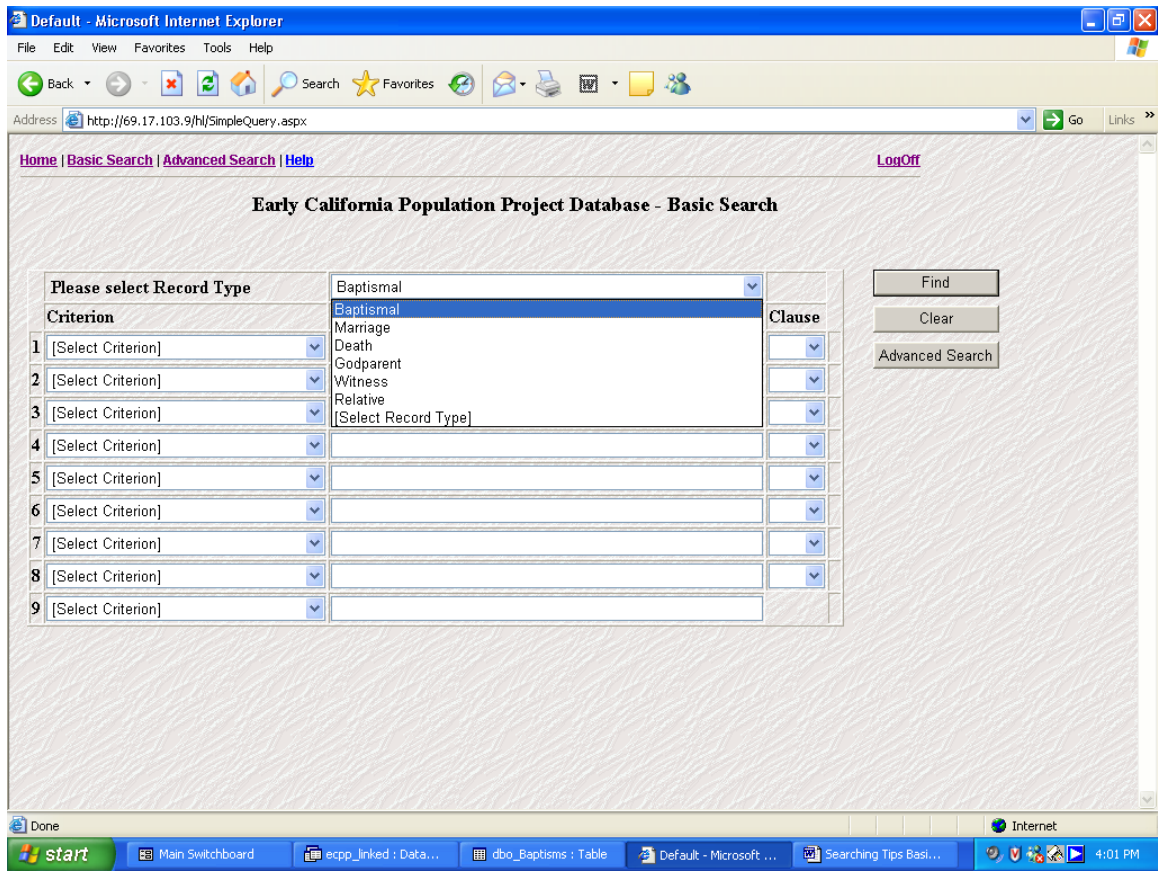 Default - Microsoft Internet Explorer
File Edit View Favorites Tools Help
Back Search Favorites
Address http://69.17.103.9/hl/SimpleQuery.aspx Go Links »
Home | Basic Search | Advanced Search | Help LogOff
Early California Population Project Database - Basic Search
Please select Record Type Baptismal Find
Baptismal
Criterion Clause Clear
Marriage
1 [Select Criterion] Death Advanced Search
Godparent
2 [Select Criterion] Witness
Relative
3 [Select Criterion] [Select Record Type]
4 [Select Criterion]
5 [Select Criterion]
6 [Select Criterion]
7 [Select Criterion]
8 [Select Criterion]
9 [Select Criterion]
Done Internet
start Main Switchboard ecpp_linked : Data... dbo_Baptisms : Table Default - Microsoft ... Searching Tips Basi... 4:01 PM